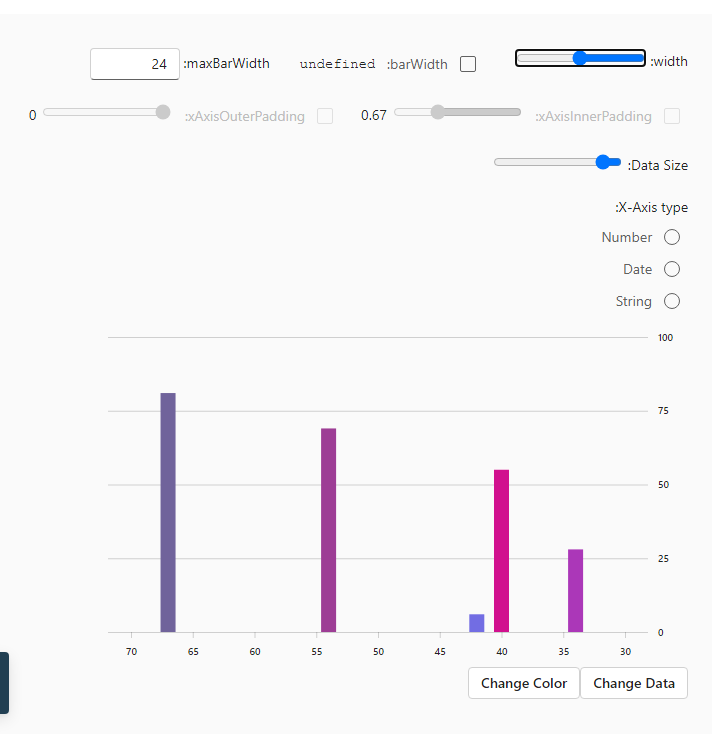 width:
barWidth: undefined
maxBarWidth: 24
xAxisInnerPadding: 0.67
xAxisOuterPadding: 0
Data Size:
X-Axis type:
Number
Date
String
100
75
50
25
0
70 65 60 55 50 45 40 35 30
Change Color Change Data